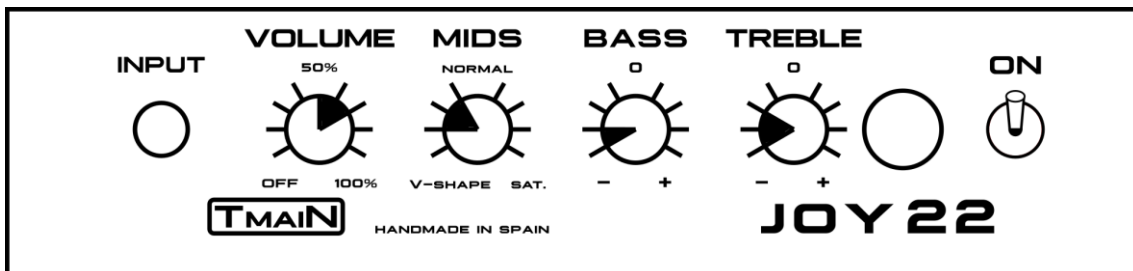 VOLUME MIDS BASS TREBLE
INPUT 50% NORMAL 0 0 ON
OFF 100% V-SHAPE SAT. - + - +
TMAIN HANDMADE IN SPAIN JOY 22